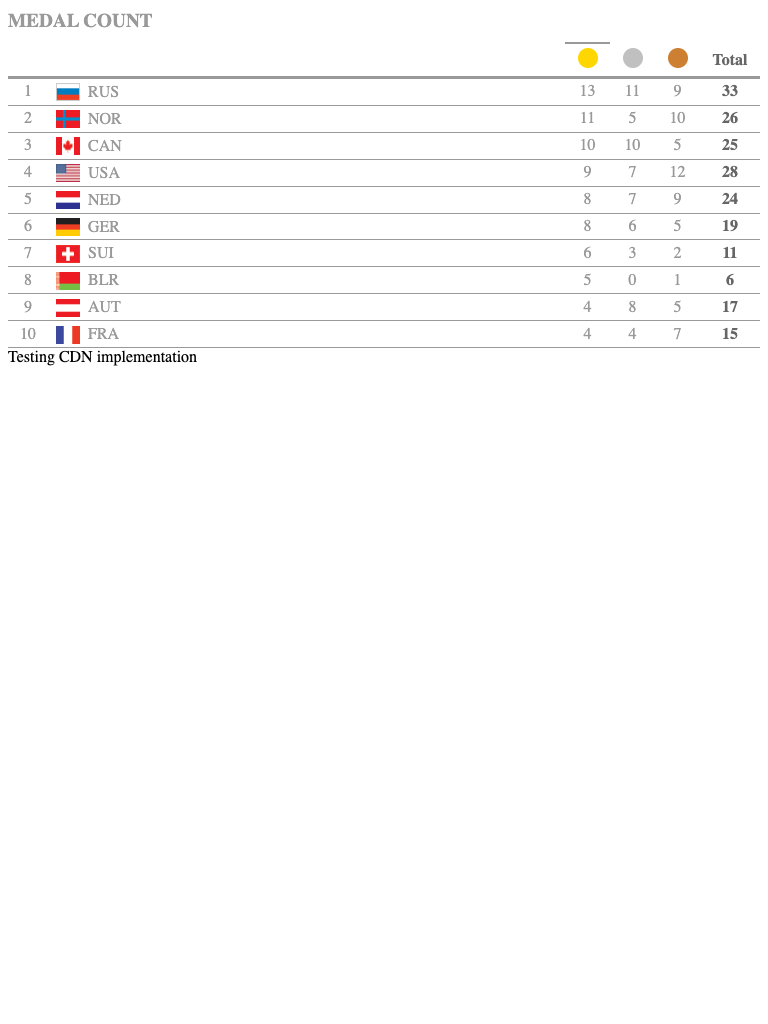 MEDAL COUNT
Total
1 RUS 13 11 9 33
2 NOR 11 5 10 26
3 CAN 10 10 5 25
4 USA 9 7 12 28
5 NED 8 7 9 24
6 GER 8 6 5 19
7 SUI 6 3 2 11
8 BLR 5 0 1 6
9 AUT 4 8 5 17
10 FRA 4 4 7 15
Testing CDN implementation